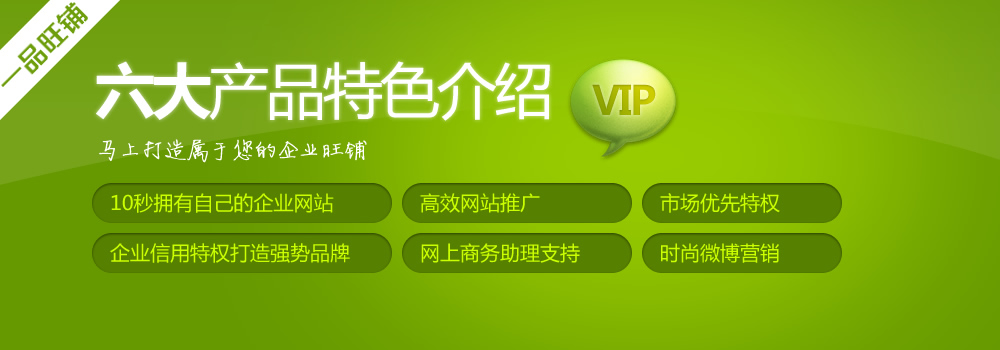 一品旺铺
六大产品特色介绍
VIP
马上打造属于您的企业旺铺
10秒拥有自己的企业网站
高效网站推广
市场优先特权
企业信用特权打造强势品牌
网上商务助理支持
时尚微博营销